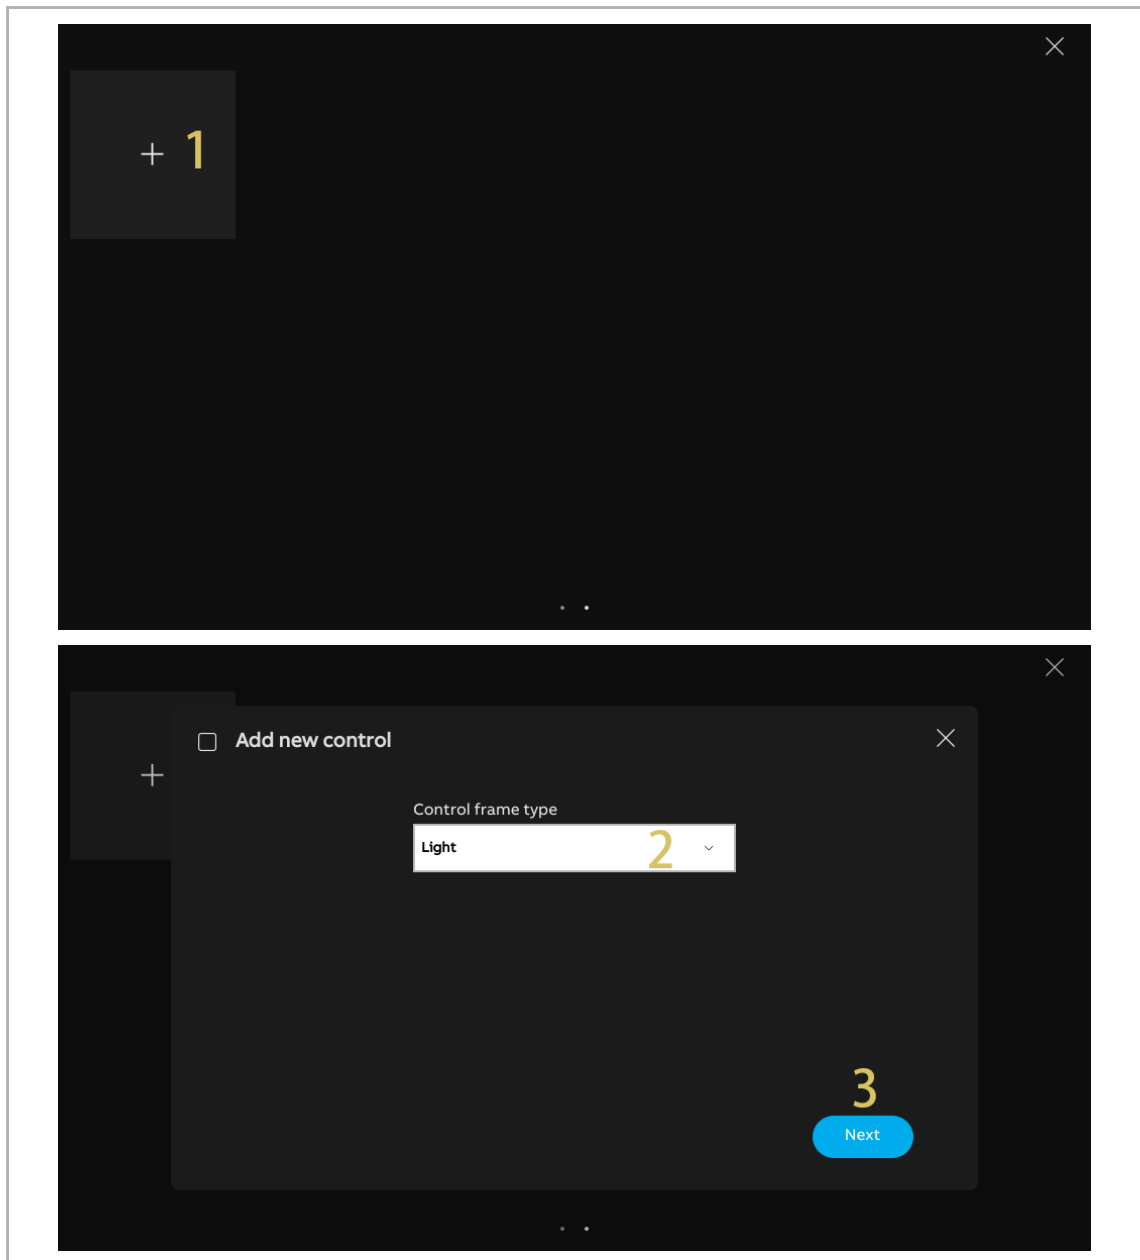 + 1
Add new control
+
Control frame type
Light 2
3
Next